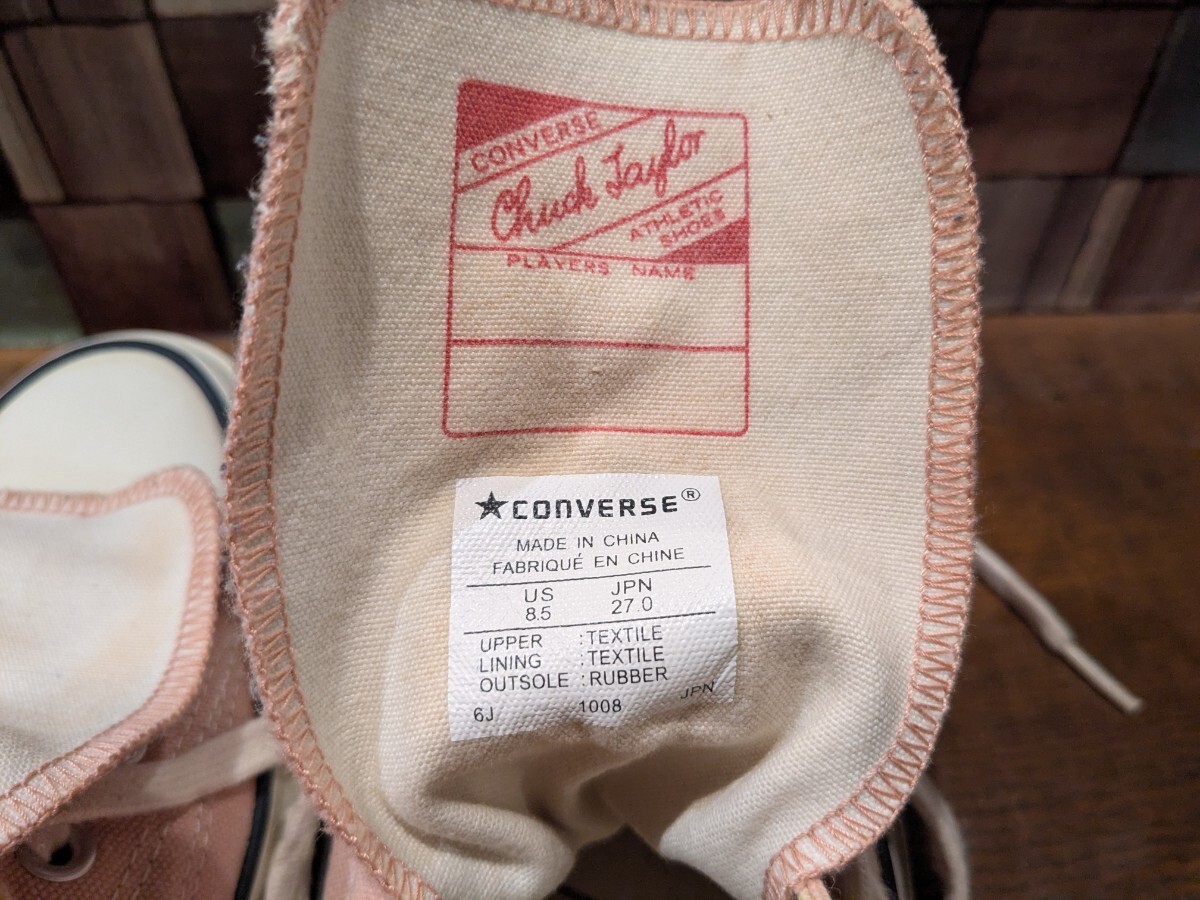 CONVERSE
Chuck Taylor
ATHLETIC
SHOES
PLAYERS NAME
★CONVERSE®
MADE IN CHINA
FABRIQUÉ EN CHINE
US JPN
8.5 27.0
UPPER : TEXTILE
LINING : TEXTILE
OUTSOLE : RUBBER
6J 1008 JPN